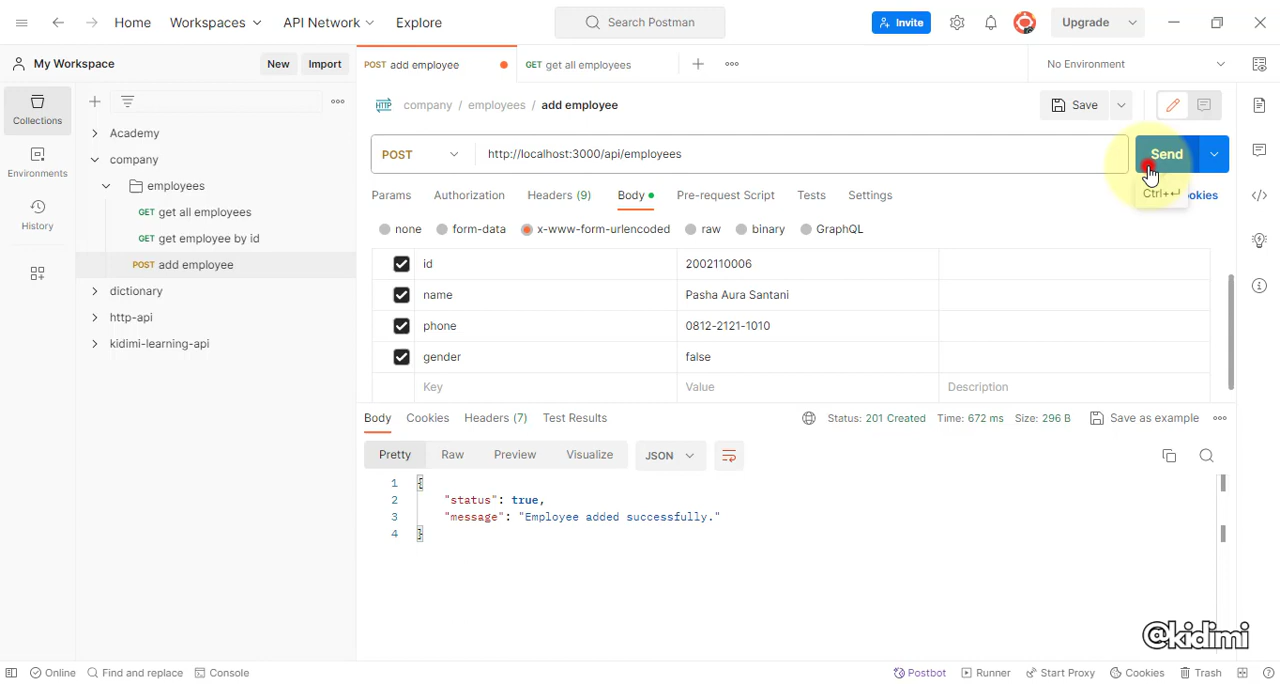 Home Workspaces API Network Explore Search Postman Invite Upgrade
My Workspace New Import POST add employee GET get all employees No Environment
Collections
Environments
History
Academy
company
employees
GET get all employees
GET get employee by id
POST add employee
dictionary
http-api
kidimi-learning-api
HTTP company / employees / add employee Save
POST http://localhost:3000/api/employees Send
Ctrl+↵ okies
Params Authorization Headers (9) Body Pre-request Script Tests Settings
none form-data x-www-form-urlencoded raw binary GraphQL
id 2002110006
name Pasha Aura Santani
phone 0812-2121-1010
gender false
Key Value Description
Body Cookies Headers (7) Test Results Status: 201 Created Time: 672 ms Size: 296 B Save as example
Pretty Raw Preview Visualize JSON
1 {
2 "status": true,
3 "message": "Employee added successfully."
4 }
@kidimi
Online Find and replace Console Postbot Runner Start Proxy Cookies Trash